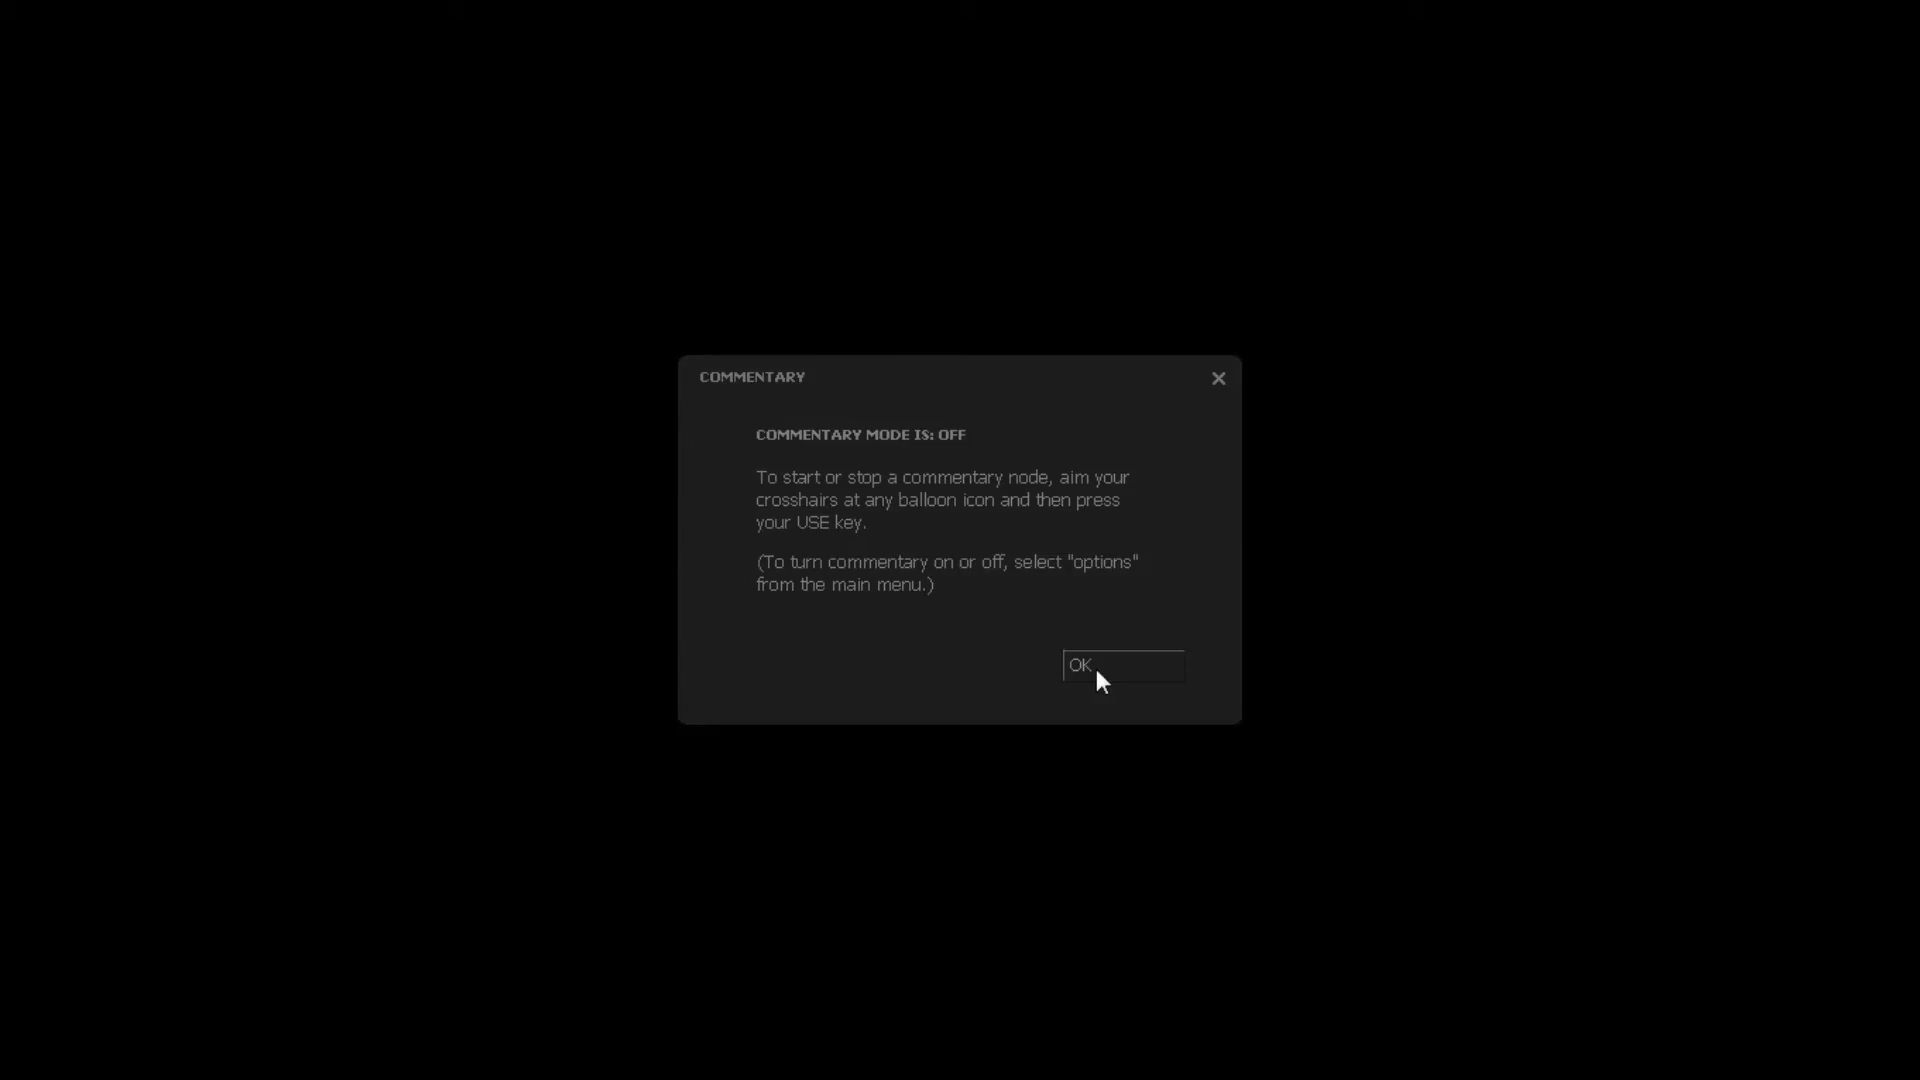 COMMENTARY
COMMENTARY MODE IS: OFF
To start or stop a commentary node, aim your
crosshairs at any balloon icon and then press
your USE key.
(To turn commentary on or off, select "options"
from the main menu.)
OK